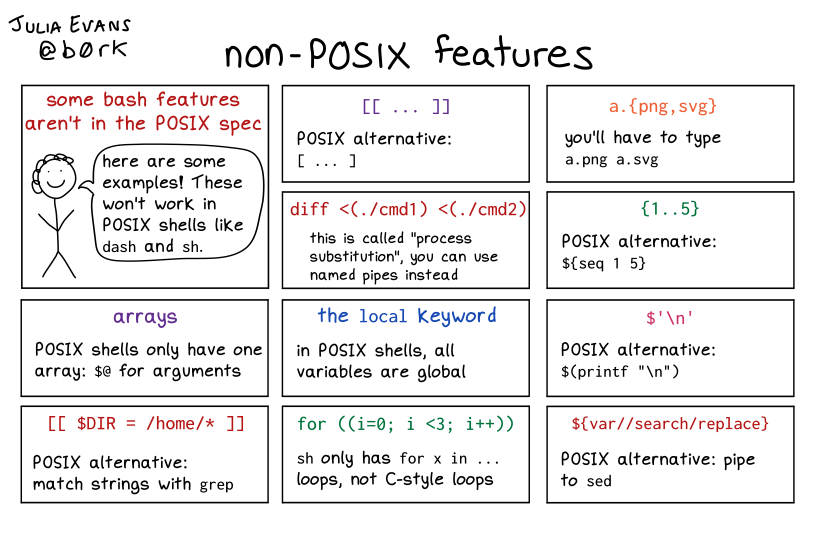 JULIA EVANS
@b0rk
non-POSIX features
some bash features
aren't in the POSIX spec
here are some
examples! These
won't work in
POSIX shells like
dash and sh.
[[ ... ]]
POSIX alternative:
[ ... ]
a.{png,svg}
you'll have to type
a.png a.svg
diff <(./cmd1) <(./cmd2)
this is called "process
substitution", you can use
named pipes instead
{1..5}
POSIX alternative:
${seq 1 5}
arrays
POSIX shells only have one
array: $@ for arguments
the local keyword
in POSIX shells, all
variables are global
$'\n'
POSIX alternative:
$(printf "\n")
[[ $DIR = /home/* ]]
POSIX alternative:
match strings with grep
for ((i=0; i <3; i++))
sh only has for x in ...
loops, not C-style loops
${var//search/replace}
POSIX alternative: pipe
to sed